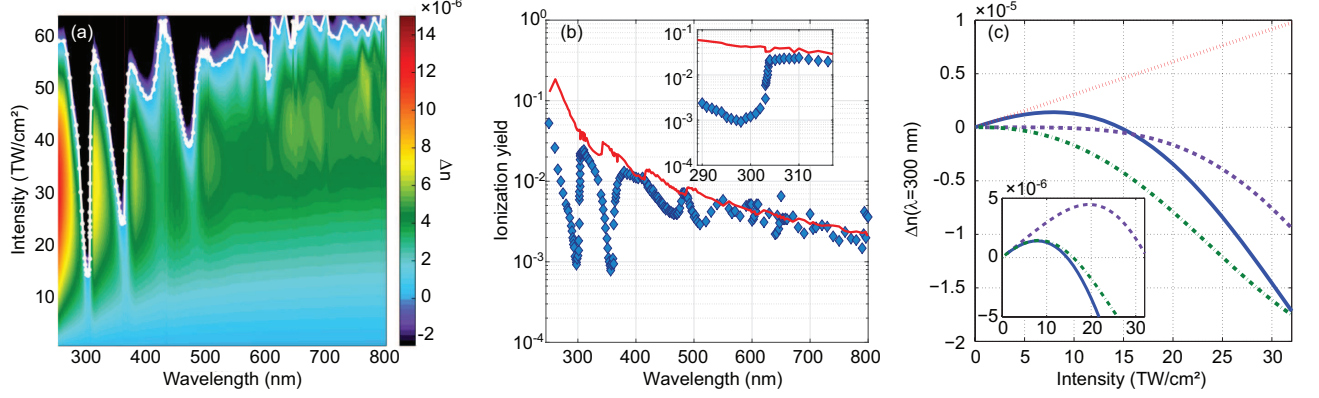 (a)
Intensity (TW/cm²)
60
50
40
30
20
10
300 400 500 600 700 800
Wavelength (nm)
×10⁻⁶
14
12
10
8
6
4
2
0
-2
Δn
(b)
Ionization yield
10⁰
10⁻¹
10⁻²
10⁻³
10⁻⁴
300 400 500 600 700 800
Wavelength (nm)
10⁻¹
10⁻²
10⁻³
10⁻⁴
290 300 310
(c)
×10⁻⁵
Δn(λ=300 nm)
1
0.5
0
−0.5
−1
−1.5
−2
0 5 10 15 20 25 30
Intensity (TW/cm²)
×10⁻⁶
5
0
−5
0 10 20 30